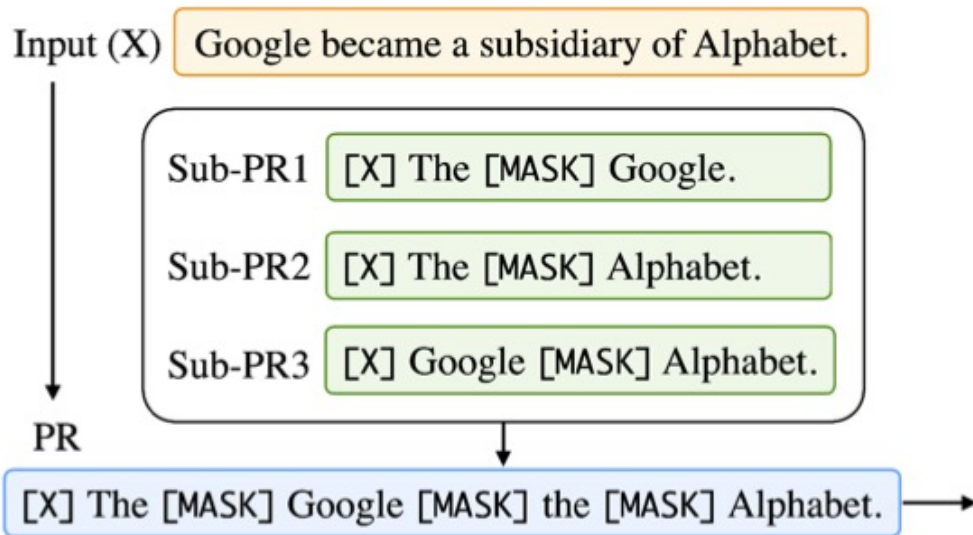 Input (X) Google became a subsidiary of Alphabet.
Sub-PR1 [X] The [MASK] Google.
Sub-PR2 [X] The [MASK] Alphabet.
Sub-PR3 [X] Google [MASK] Alphabet.
PR
[X] The [MASK] Google [MASK] the [MASK] Alphabet.